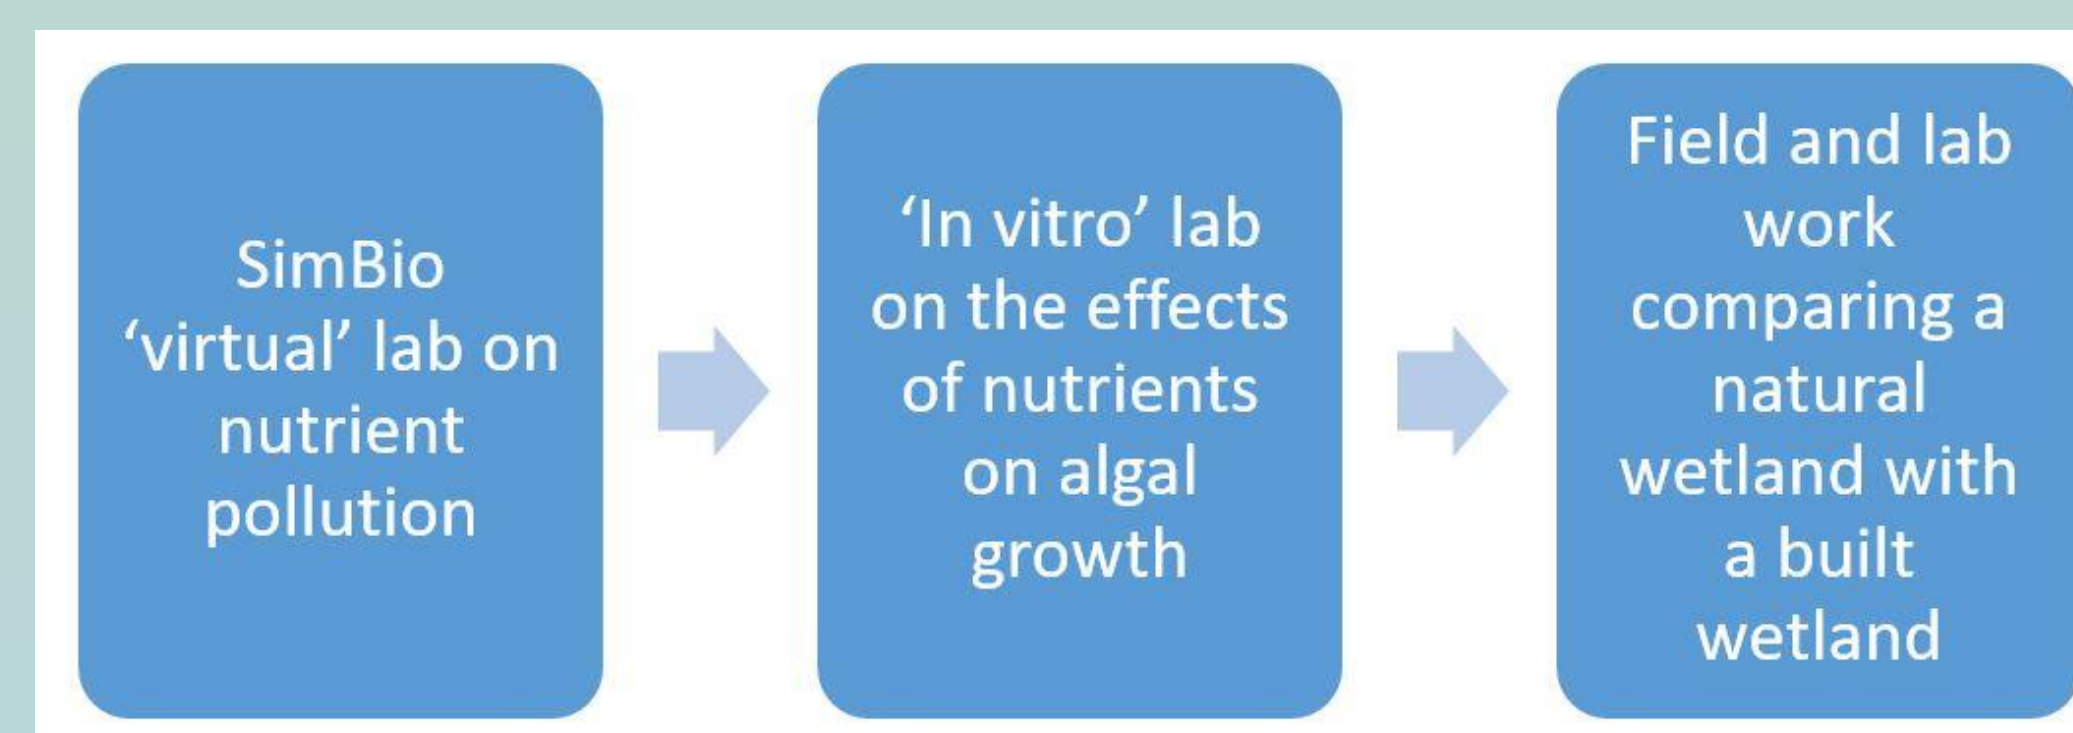 SimBio
‘virtual’ lab on
nutrient
pollution
‘In vitro’ lab
on the effects
of nutrients
on algal
growth
Field and lab
work
comparing a
natural
wetland with
a built
wetland